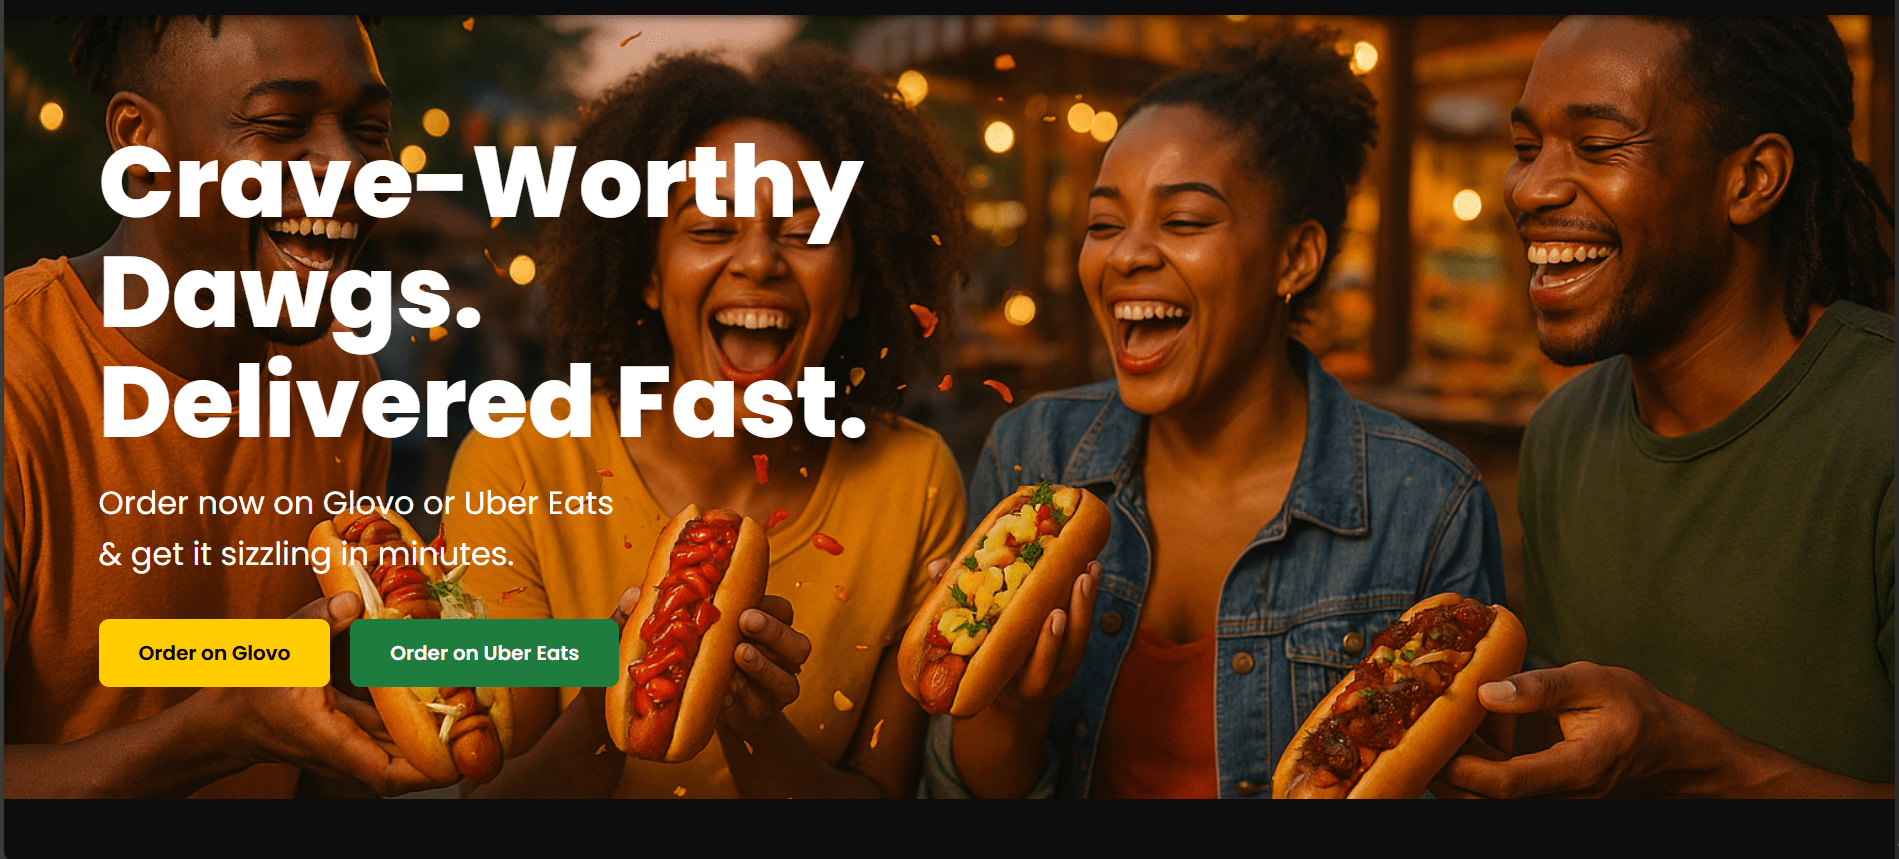 Crave-Worthy
Dawgs.
Delivered Fast.
Order now on Glovo or Uber Eats
& get it sizzling in minutes.
Order on Glovo
Order on Uber Eats